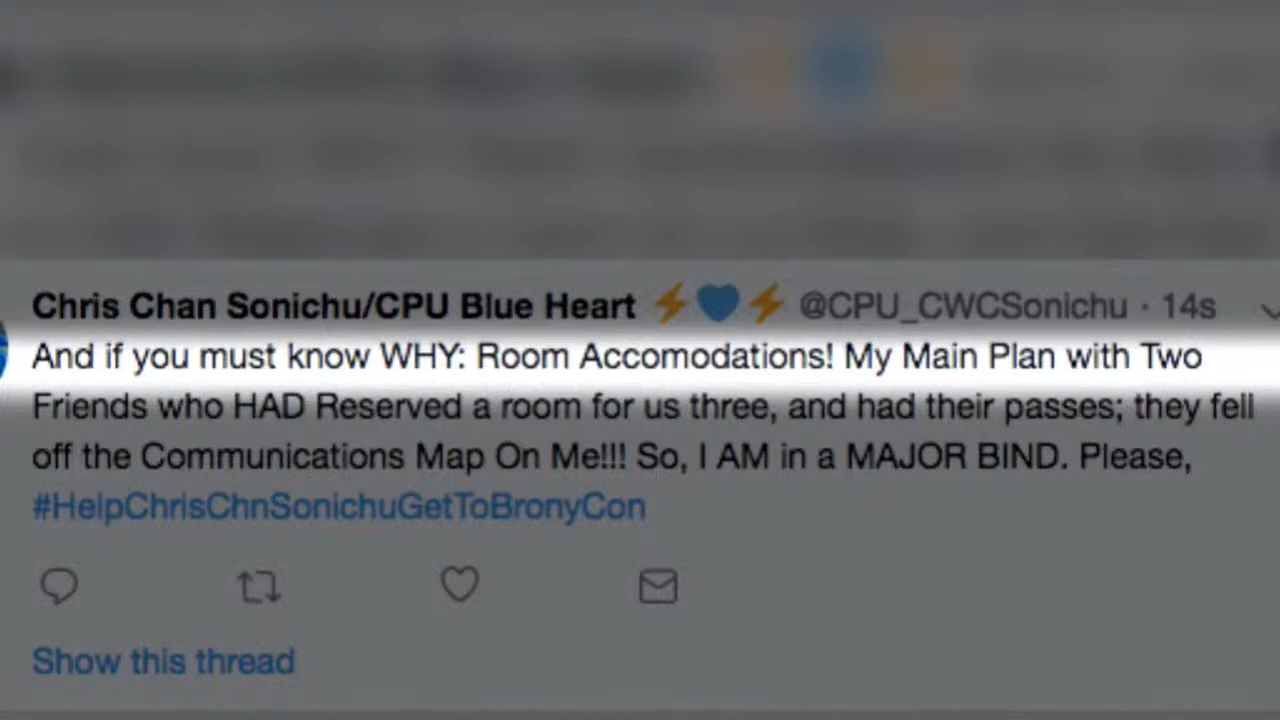 Chris Chan Sonichu/CPU Blue Heart ⚡💙⚡ @CPU_CWCSonichu · 14s
And if you must know WHY: Room Accomodations! My Main Plan with Two
Friends who HAD Reserved a room for us three, and had their passes; they fell
off the Communications Map On Me!!! So, I AM in a MAJOR BIND. Please,
#HelpChrisChnSonichuGetToBronyCon
Show this thread